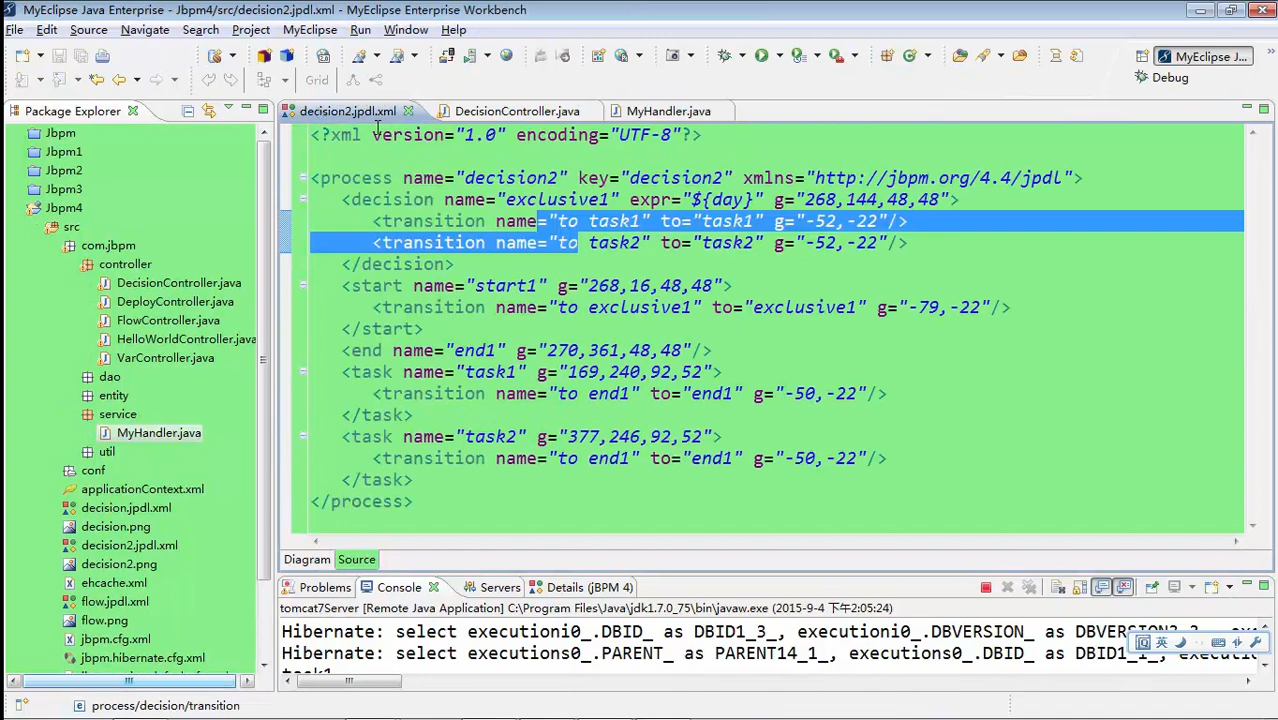 MyEclipse Java Enterprise - Jbpm4/src/decision2.jpdl.xml - MyEclipse Enterprise Workbench
File Edit Source Navigate Search Project MyEclipse Run Window Help
MyEclipse J...
Grid
Debug
Package Explorer
Jbpm
Jbpm1
Jbpm2
Jbpm3
Jbpm4
src
com.jbpm
controller
DecisionController.java
DeployController.java
FlowController.java
HelloWorldController.java
VarController.java
dao
entity
service
MyHandler.java
util
conf
applicationContext.xml
decision.jpdl.xml
decision.png
decision2.jpdl.xml
decision2.png
ehcache.xml
flow.jpdl.xml
flow.png
jbpm.cfg.xml
jbpm.hibernate.cfg.xml
decision2.jpdl.xml DecisionController.java MyHandler.java
<?xml version="1.0" encoding="UTF-8"?>
<process name="decision2" key="decision2" xmlns="http://jbpm.org/4.4/jpdl">
<decision name="exclusive1" expr="${day}" g="268,144,48,48">
<transition name="to task1" to="task1" g="-52,-22"/>
<transition name="to task2" to="task2" g="-52,-22"/>
</decision>
<start name="start1" g="268,16,48,48">
<transition name="to exclusive1" to="exclusive1" g="-79,-22"/>
</start>
<end name="end1" g="270,361,48,48"/>
<task name="task1" g="169,240,92,52">
<transition name="to end1" to="end1" g="-50,-22"/>
</task>
<task name="task2" g="377,246,92,52">
<transition name="to end1" to="end1" g="-50,-22"/>
</task>
</process>
Diagram Source
Problems Console Servers Details (jBPM 4)
tomcat7Server [Remote Java Application] C:\Program Files\Java\jdk1.7.0_75\bin\javaw.exe (2015-9-4 下午2:05:24)
Hibernate: select executioni0_.DBID_ as DBID1_3_, executioni0_.DBVERSION_ as
Hibernate: select executions0_.PARENT_ as PARENT14_1_, executions0_.DBID_ as DBID1_1_,
task1
英
process/decision/transition